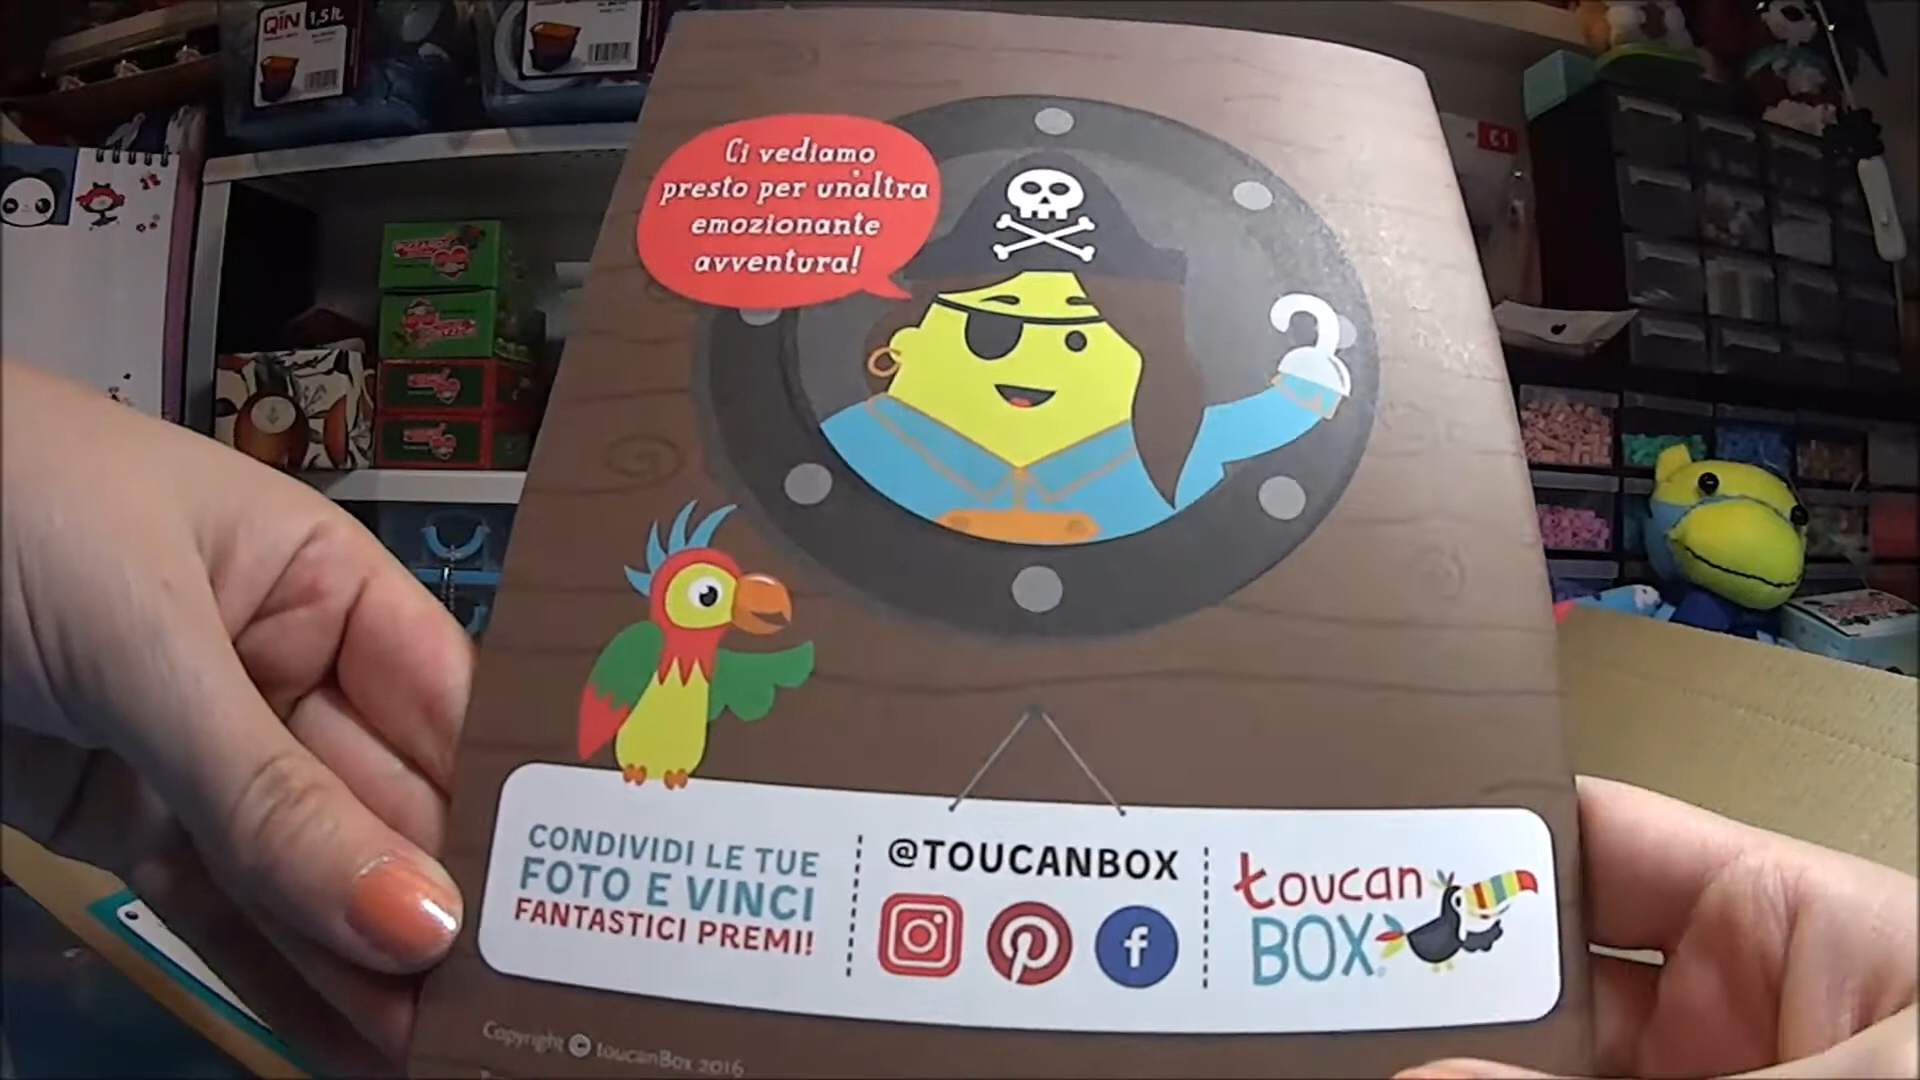 QIN 1,5 lt.
Ci vediamo
presto per un'altra
emozionante
avventura!
CONDIVIDI LE TUE
FOTO E VINCI
FANTASTICI PREMI!
@TOUCANBOX
toucan
BOX
Copyright © toucanBox 2016